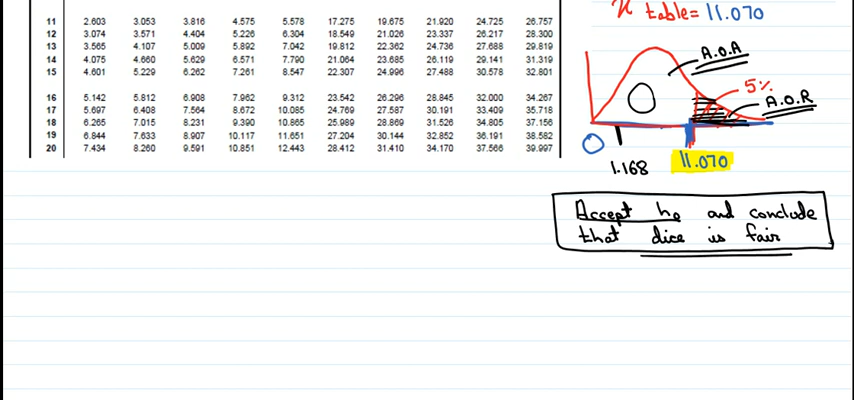 11 2.603 3.053 3.816 4.575 5.578 17.275 19.675 21.920 24.725 26.757
12 3.074 3.571 4.404 5.226 6.304 18.549 21.026 23.337 26.217 28.300
13 3.565 4.107 5.009 5.892 7.042 19.812 22.362 24.736 27.688 29.819
14 4.075 4.660 5.629 6.571 7.790 21.064 23.685 26.119 29.141 31.319
15 4.601 5.229 6.262 7.261 8.547 22.307 24.996 27.488 30.578 32.801
16 5.142 5.812 6.908 7.962 9.312 23.542 26.296 28.845 32.000 34.267
17 5.697 6.408 7.564 8.672 10.085 24.769 27.587 30.191 33.409 35.718
18 6.265 7.015 8.231 9.390 10.865 25.989 28.869 31.526 34.805 37.156
19 6.844 7.633 8.907 10.117 11.651 27.204 30.144 32.852 36.191 38.582
20 7.434 8.260 9.591 10.851 12.443 28.412 31.410 34.170 37.566 39.997
table = 11.070
A.O.A
5%
A.O.R
0
1.168
11.070
Accept h₀ and conclude
that dice is fair